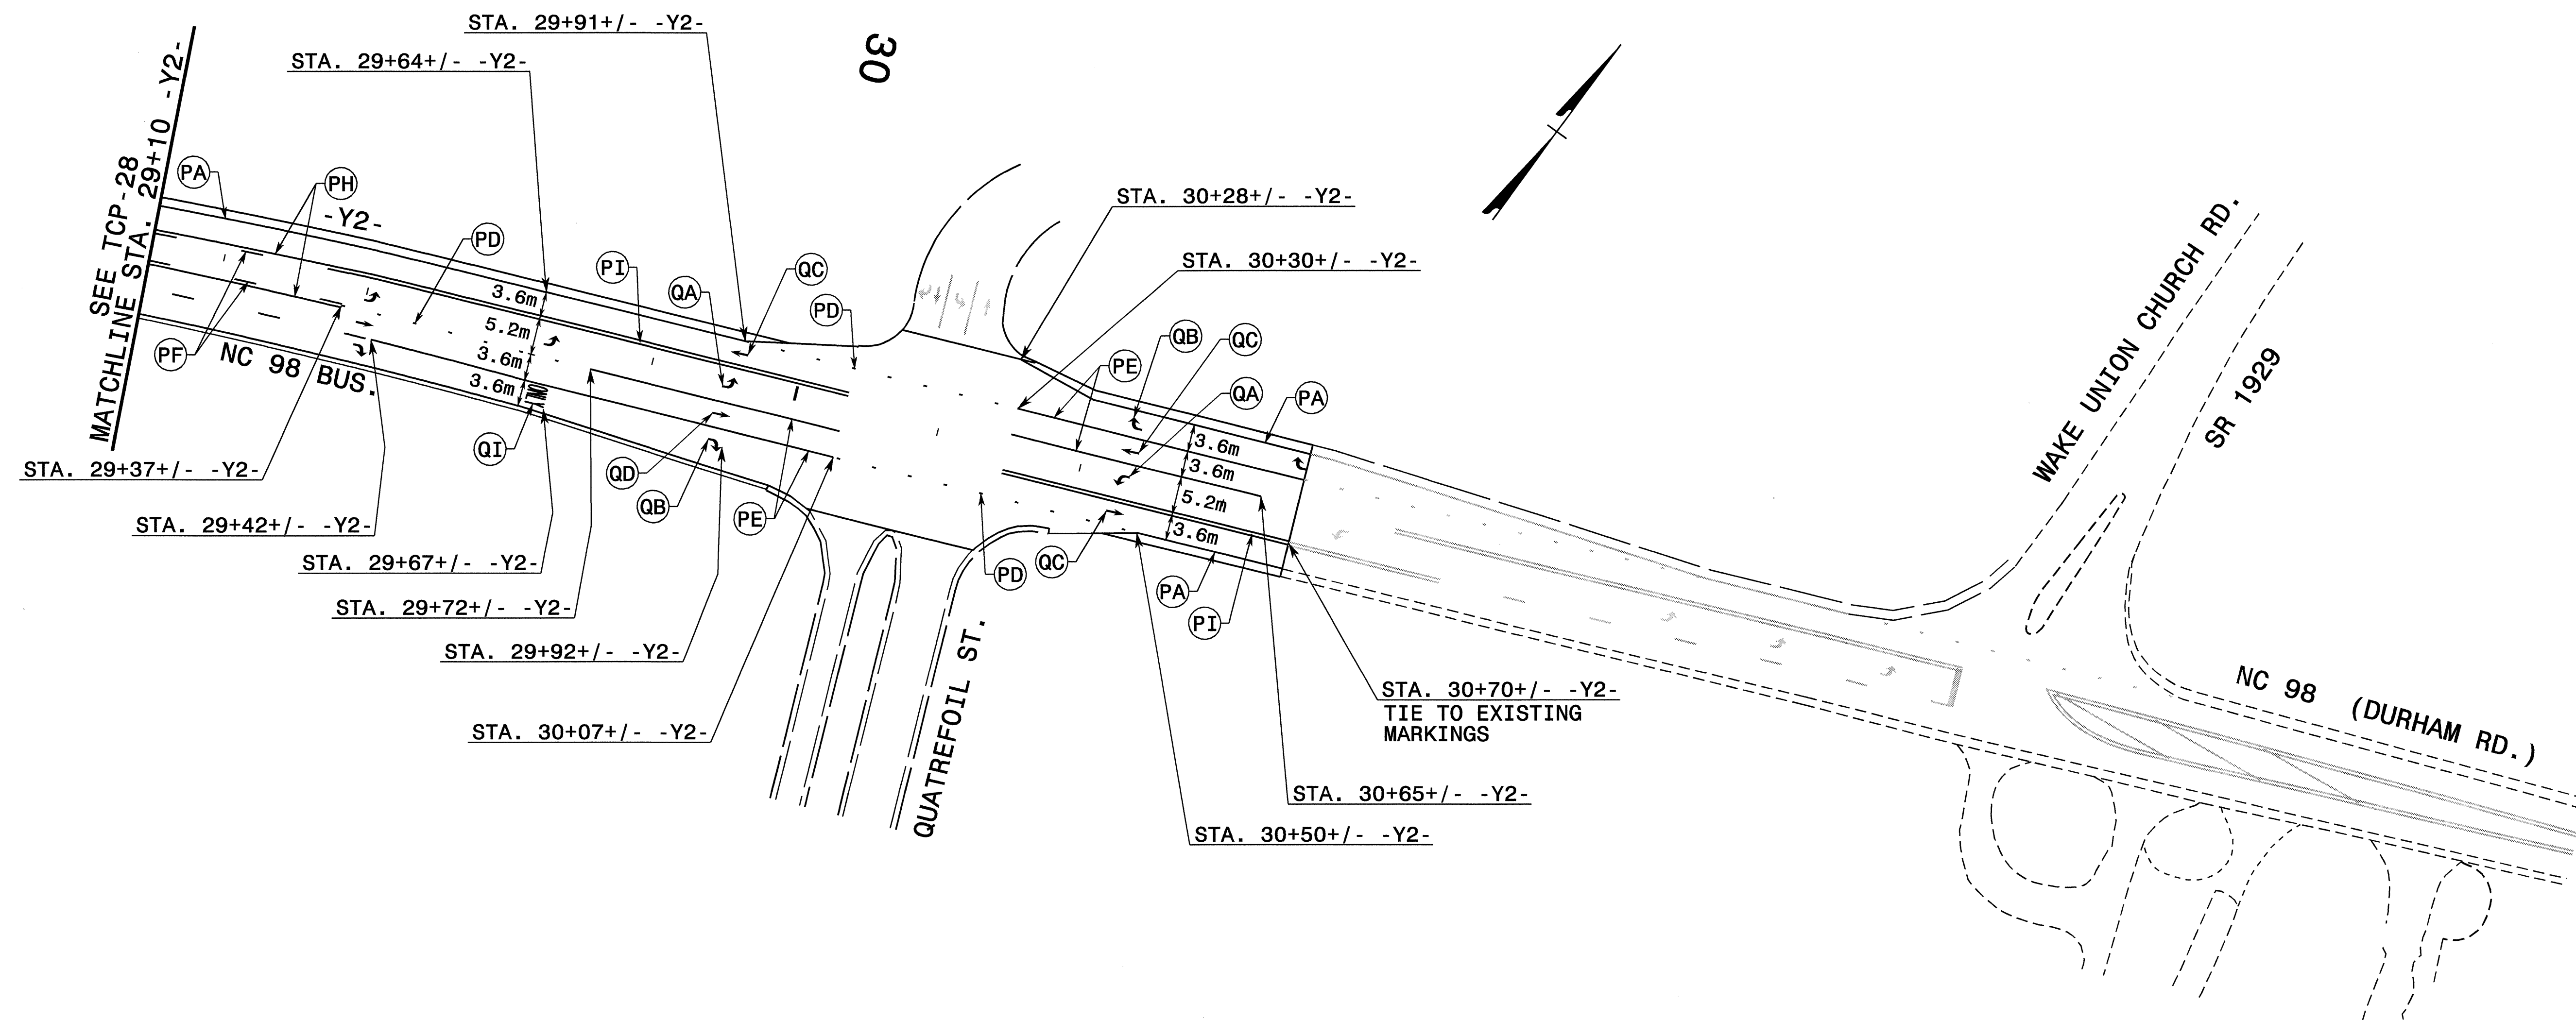 STA. 29+91+/- -Y2-
STA. 29+64+/- -Y2-
30
SEE TCP-28
MATCHLINE STA. 29+10 -Y2-
PA
PH
-Y2-
PD
PI
QA
QC
PD
STA. 30+28+/- -Y2-
STA. 30+30+/- -Y2-
QB
QC
PE
QA
PA
3.6m
5.2m
3.6m
3.6m
PF
NC 98 BUS.
QI
QD
QB
PE
3.6m
3.6m
5.2m
3.6m
QC
PD
PA
PI
STA. 29+37+/- -Y2-
STA. 29+42+/- -Y2-
STA. 29+67+/- -Y2-
STA. 29+72+/- -Y2-
STA. 29+92+/- -Y2-
STA. 30+07+/- -Y2-
QUATREFOIL ST.
STA. 30+70+/- -Y2-
TIE TO EXISTING
MARKINGS
STA. 30+65+/- -Y2-
STA. 30+50+/- -Y2-
WAKE UNION CHURCH RD.
SR 1929
NC 98 (DURHAM RD.)